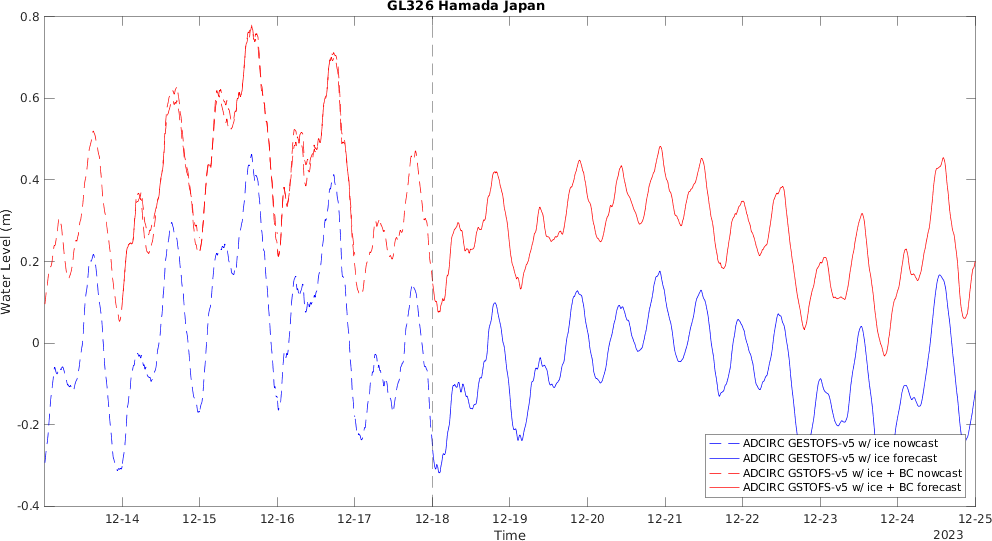 GL326 Hamada Japan
0.8
0.6
0.4
0.2
0
-0.2
-0.4
Water Level (m)
ADCIRC GESTOFS-v5 w/ ice nowcast
ADCIRC GESTOFS-v5 w/ ice forecast
ADCIRC GSTOFS-v5 w/ ice + BC nowcast
ADCIRC GSTOFS-v5 w/ ice + BC forecast
12-14 12-15 12-16 12-17 12-18 12-19 12-20 12-21 12-22 12-23 12-24 12-25
Time
2023